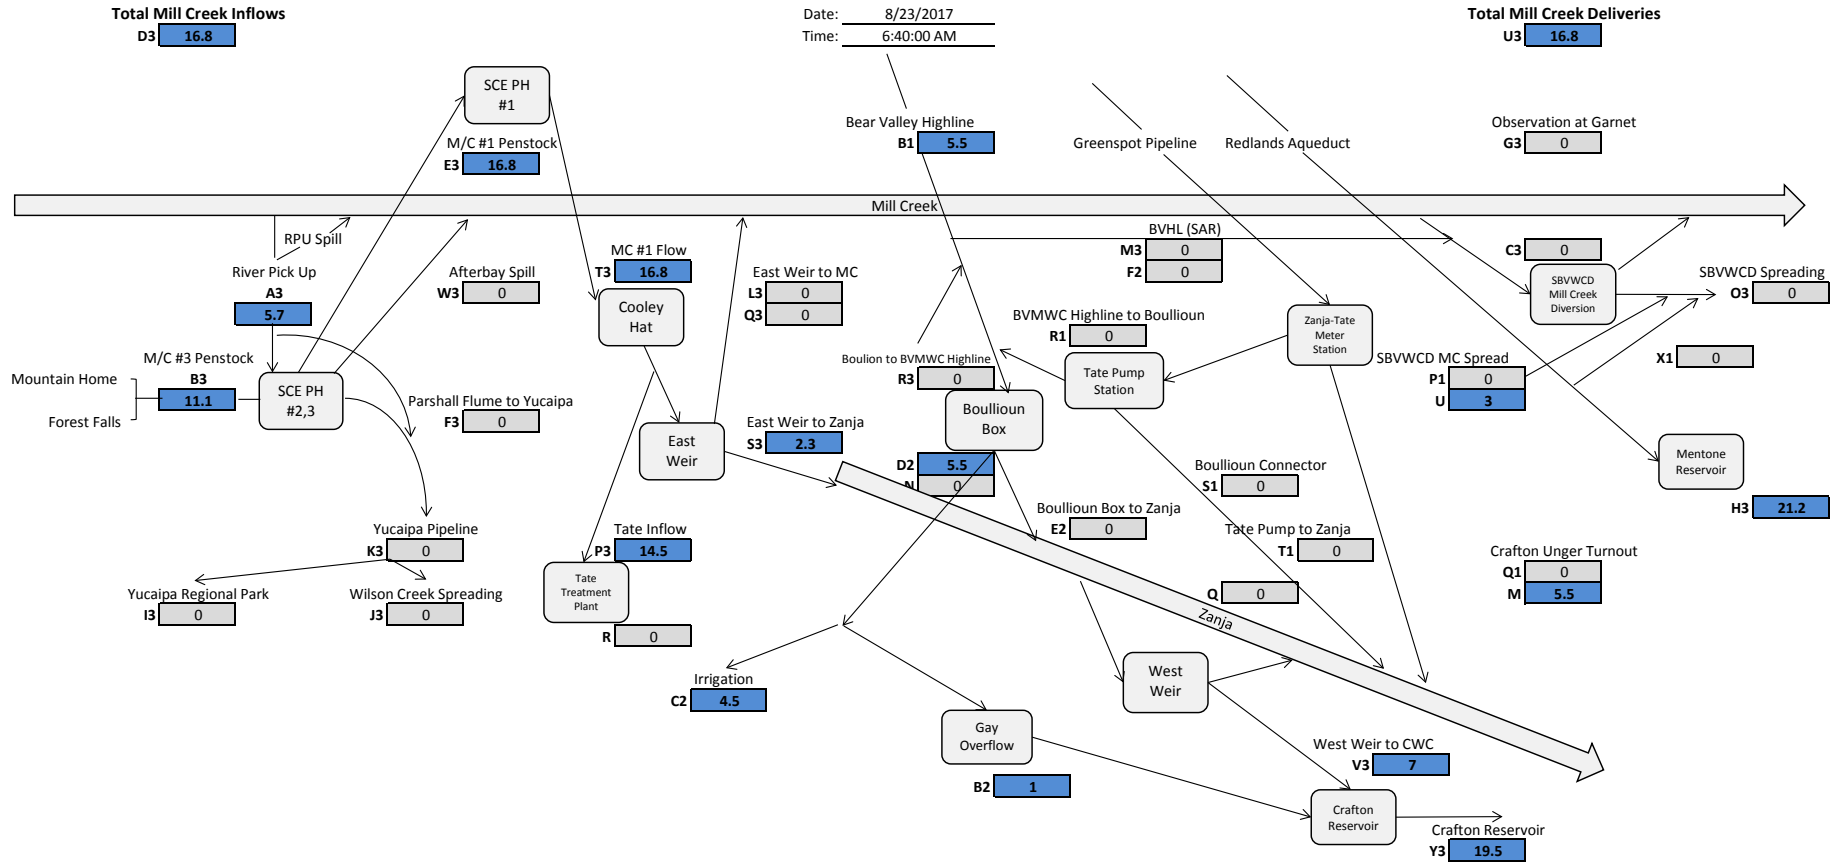 Total Mill Creek Inflows
D3 16.8
Date: 8/23/2017
Time: 6:40:00 AM
Total Mill Creek Deliveries
U3 16.8
SCE PH
#1
M/C #1 Penstock
E3 16.8
Bear Valley Highline
B1 5.5
Greenspot Pipeline
Redlands Aqueduct
Observation at Garnet
G3 0
Mill Creek
RPU Spill
River Pick Up
A3
5.7
Afterbay Spill
W3 0
MC #1 Flow
T3 16.8
Cooley
Hat
East Weir to MC
L3 0
Q3 0
BVHL (SAR)
M3 0
F2 0
C3 0
SBVWCD
Mill Creek
Diversion
SBVWCD Spreading
O3 0
BVMWC Highline to Boullioun
R1 0
Zanja-Tate
Meter
Station
Boulion to BVMWC Highline
R3 0
Tate Pump
Station
SBVWCD MC Spread
P1 0
U 3
X1 0
M/C #3 Penstock
B3
11.1
Mountain Home
Forest Falls
SCE PH
#2,3
Parshall Flume to Yucaipa
F3 0
East
Weir
East Weir to Zanja
S3 2.3
Boullioun
Box
D2 5.5
N 0
Boullioun Connector
S1 0
Mentone
Reservoir
H3 21.2
Boullioun Box to Zanja
E2 0
Tate Pump to Zanja
T1 0
Yucaipa Pipeline
K3 0
Tate Inflow
P3 14.5
Tate
Treatment
Plant
R 0
Crafton Unger Turnout
Q1 0
M 5.5
Yucaipa Regional Park
I3 0
Wilson Creek Spreading
J3 0
Q 0
Zanja
Irrigation
C2 4.5
West
Weir
Gay
Overflow
B2 1
West Weir to CWC
V3 7
Crafton
Reservoir
Crafton Reservoir
Y3 19.5